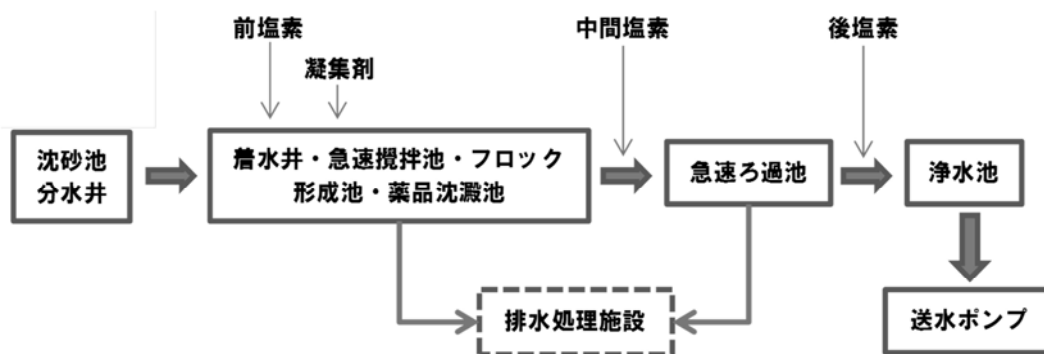 前塩素
凝集剤
中間塩素
後塩素
沈砂池
分水井
着水井・急速攪拌池・フロック
形成池・薬品沈澱池
急速ろ過池
浄水池
排水処理施設
送水ポンプ